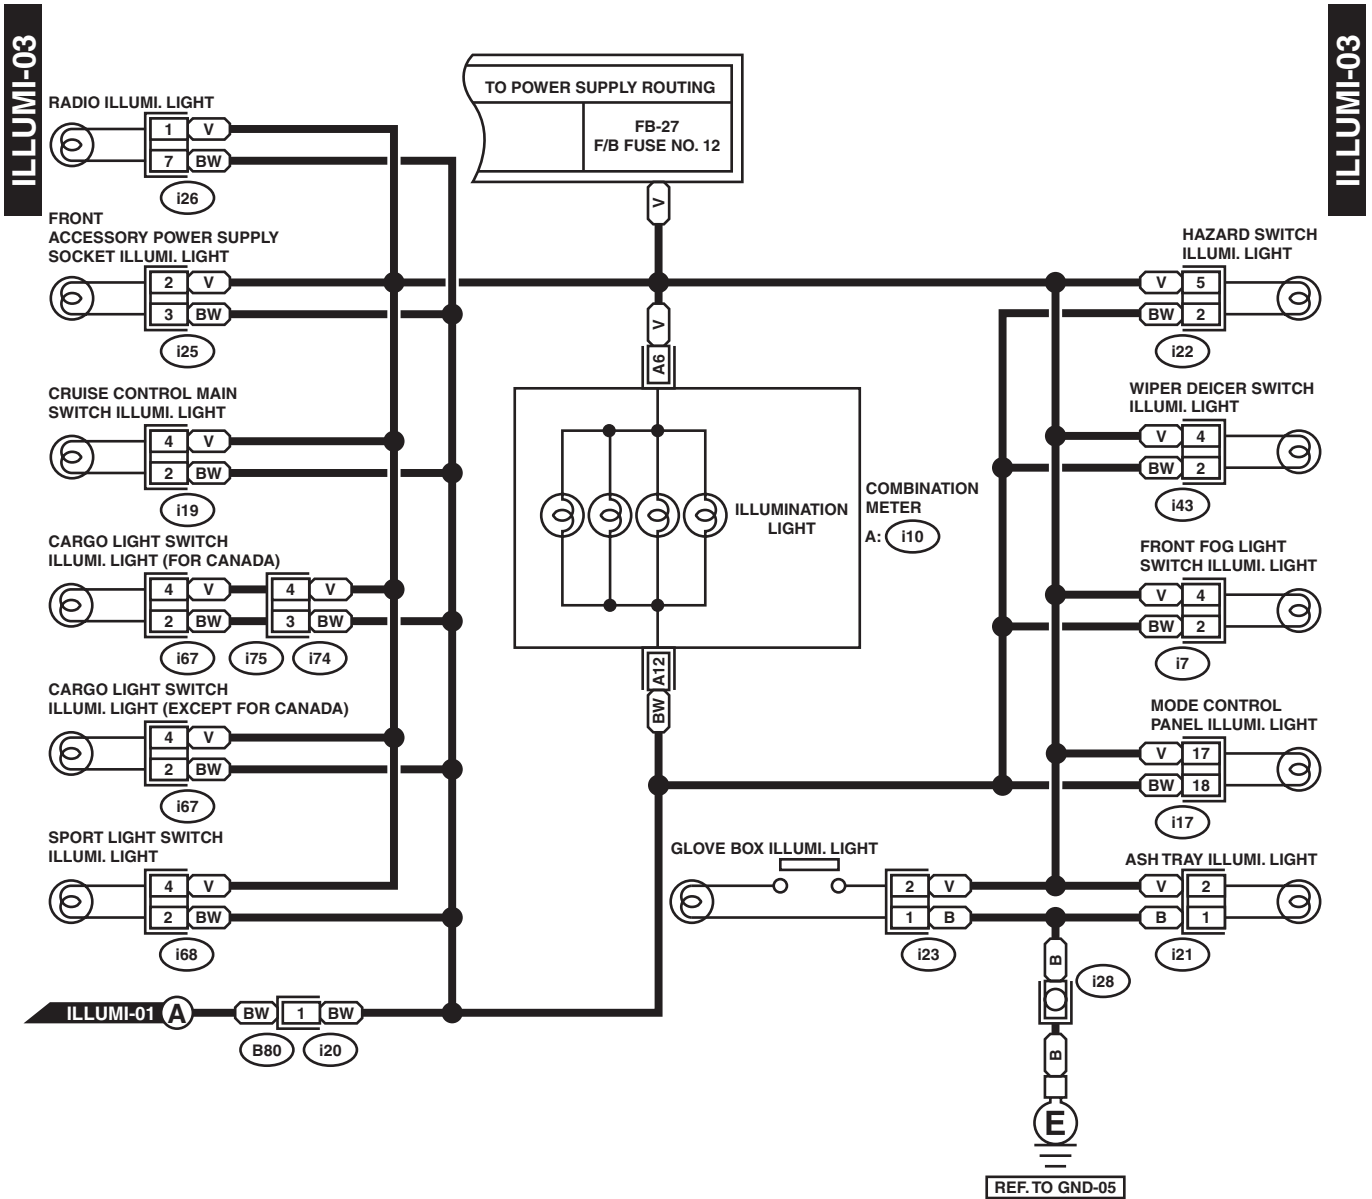 ILLUMI-03
ILLUMI-03
TO POWER SUPPLY ROUTING
FB-27
F/B FUSE NO. 12
V
V
A6
RADIO ILLUMI. LIGHT
1 V
7 BW
i26
FRONT
ACCESSORY POWER SUPPLY
SOCKET ILLUMI. LIGHT
2 V
3 BW
i25
CRUISE CONTROL MAIN
SWITCH ILLUMI. LIGHT
4 V
2 BW
i19
CARGO LIGHT SWITCH
ILLUMI. LIGHT (FOR CANADA)
4 V 4 V
2 BW 3 BW
i67 i75 i74
CARGO LIGHT SWITCH
ILLUMI. LIGHT (EXCEPT FOR CANADA)
4 V
2 BW
i67
SPORT LIGHT SWITCH
ILLUMI. LIGHT
4 V
2 BW
i68
ILLUMI-01 A BW 1 BW
B80 i20
ILLUMINATION
LIGHT
COMBINATION
METER
A: i10
A12
BW
HAZARD SWITCH
ILLUMI. LIGHT
V 5
BW 2
i22
WIPER DEICER SWITCH
ILLUMI. LIGHT
V 4
BW 2
i43
FRONT FOG LIGHT
SWITCH ILLUMI. LIGHT
V 4
BW 2
i7
MODE CONTROL
PANEL ILLUMI. LIGHT
V 17
BW 18
i17
GLOVE BOX ILLUMI. LIGHT
2 V
1 B
i23
ASH TRAY ILLUMI. LIGHT
V 2
B 1
i21
B
i28
B
E
REF. TO GND-05